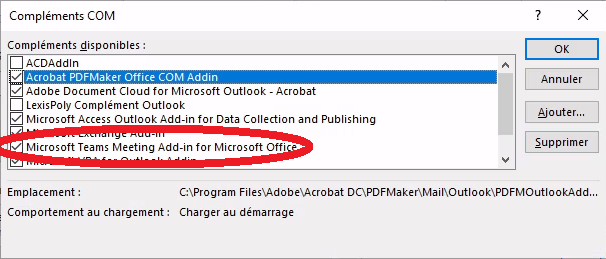 Compléments COM
Compléments disponibles :
ACDAddIn
Acrobat PDFMaker Office COM Addin
Adobe Document Cloud for Microsoft Outlook - Acrobat
LexisPoly Complément Outlook
Microsoft Access Outlook Add-in for Data Collection and Publishing
Microsoft Exchange Add-in
Microsoft Teams Meeting Add-in for Microsoft Office
Microsoft VBA for Outlook Addin
OK
Annuler
Ajouter...
Supprimer
Emplacement : C:\Program Files\Adobe\Acrobat DC\PDFMaker\Mail\Outlook\PDFMOutlookAdd...
Comportement au chargement : Charger au démarrage